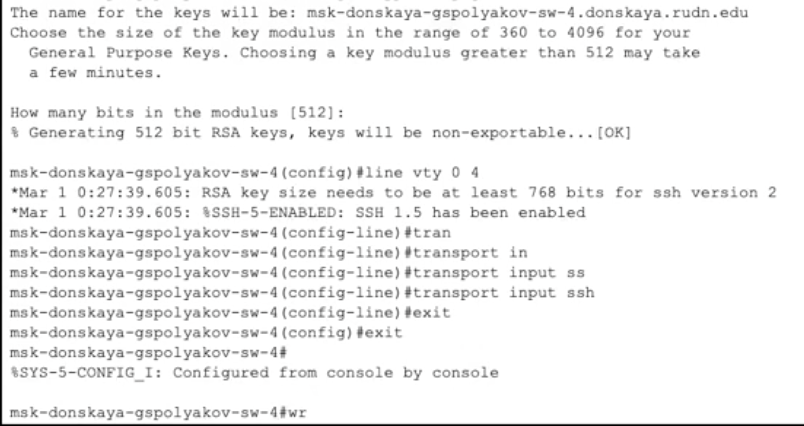 The name for the keys will be: msk-donskaya-gspolyakov-sw-4.donskaya.rudn.edu
Choose the size of the key modulus in the range of 360 to 4096 for your
General Purpose Keys. Choosing a key modulus greater than 512 may take
a few minutes.
How many bits in the modulus [512]:
% Generating 512 bit RSA keys, keys will be non-exportable...[OK]
msk-donskaya-gspolyakov-sw-4(config)#line vty 0 4
*Mar 1 0:27:39.605: RSA key size needs to be at least 768 bits for ssh version 2
*Mar 1 0:27:39.605: %SSH-5-ENABLED: SSH 1.5 has been enabled
msk-donskaya-gspolyakov-sw-4(config-line)#tran
msk-donskaya-gspolyakov-sw-4(config-line)#transport in
msk-donskaya-gspolyakov-sw-4(config-line)#transport input ss
msk-donskaya-gspolyakov-sw-4(config-line)#transport input ssh
msk-donskaya-gspolyakov-sw-4(config-line)#exit
msk-donskaya-gspolyakov-sw-4(config)#exit
msk-donskaya-gspolyakov-sw-4#
%SYS-5-CONFIG_I: Configured from console by console
msk-donskaya-gspolyakov-sw-4#wr